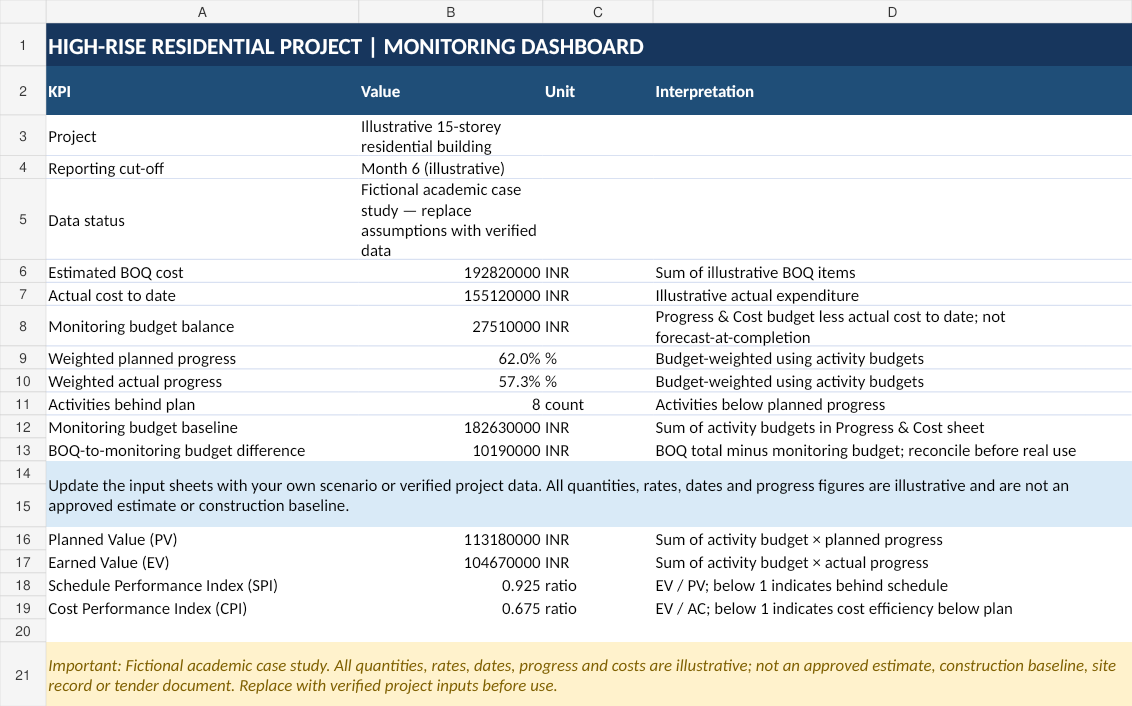 A B C D
1 HIGH-RISE RESIDENTIAL PROJECT | MONITORING DASHBOARD
2 KPI Value Unit Interpretation
3 Project Illustrative 15-storey
residential building
4 Reporting cut-off Month 6 (illustrative)
5 Data status Fictional academic case
study — replace
assumptions with verified
data
6 Estimated BOQ cost 192820000 INR Sum of illustrative BOQ items
7 Actual cost to date 155120000 INR Illustrative actual expenditure
8 Monitoring budget balance 27510000 INR Progress & Cost budget less actual cost to date; not
forecast-at-completion
9 Weighted planned progress 62.0% % Budget-weighted using activity budgets
10 Weighted actual progress 57.3% % Budget-weighted using activity budgets
11 Activities behind plan 8 count Activities below planned progress
12 Monitoring budget baseline 182630000 INR Sum of activity budgets in Progress & Cost sheet
13 BOQ-to-monitoring budget difference 10190000 INR BOQ total minus monitoring budget; reconcile before real use
14 Update the input sheets with your own scenario or verified project data. All quantities, rates, dates and progress figures are illustrative and are not an
15 approved estimate or construction baseline.
16 Planned Value (PV) 113180000 INR Sum of activity budget × planned progress
17 Earned Value (EV) 104670000 INR Sum of activity budget × actual progress
18 Schedule Performance Index (SPI) 0.925 ratio EV / PV; below 1 indicates behind schedule
19 Cost Performance Index (CPI) 0.675 ratio EV / AC; below 1 indicates cost efficiency below plan
20
21 Important: Fictional academic case study. All quantities, rates, dates, progress and costs are illustrative; not an approved estimate, construction baseline, site
record or tender document. Replace with verified project inputs before use.